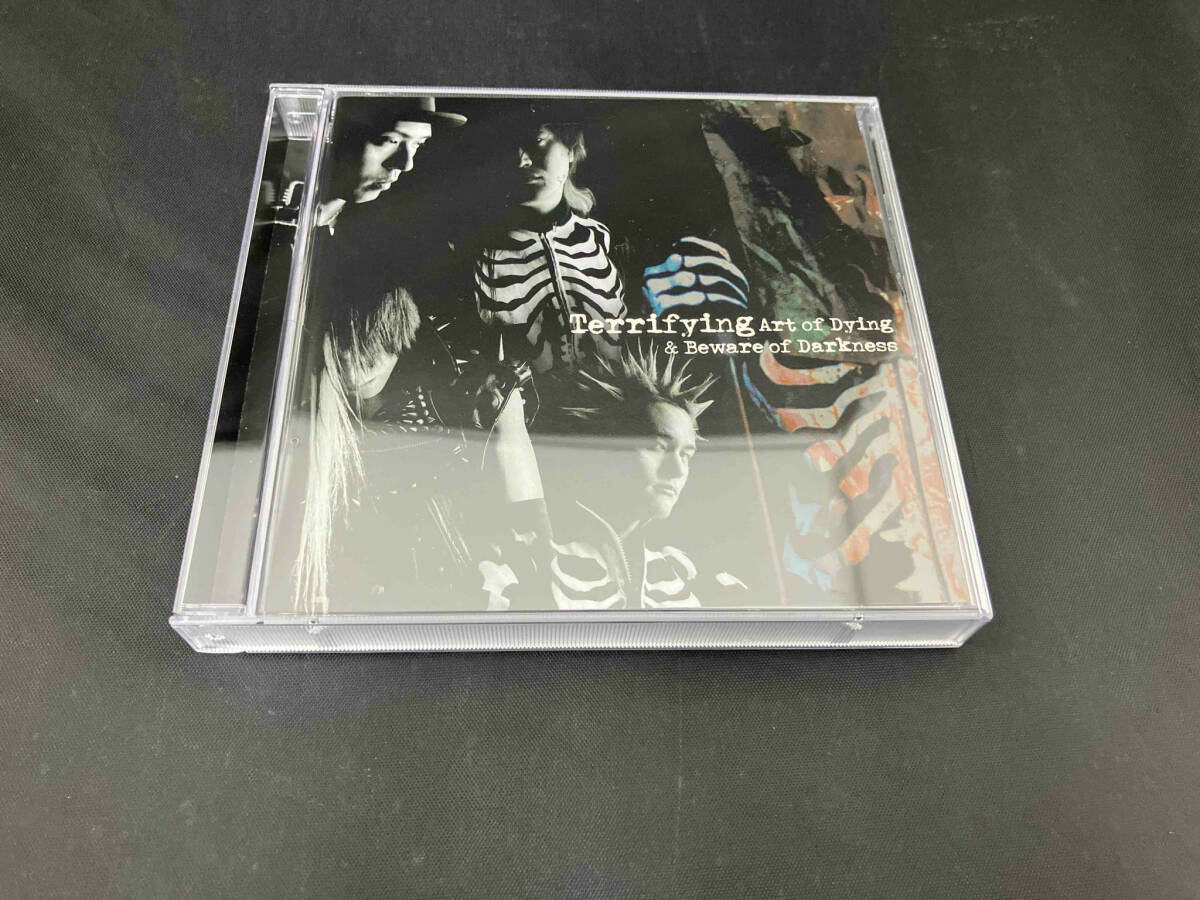 Terrifying Art of Dying
& Beware of Darkness